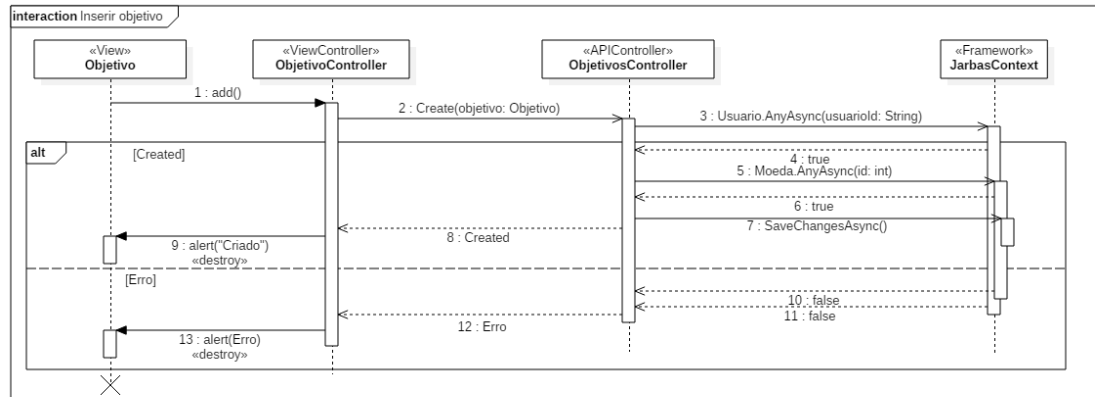 interaction Inserir objetivo
«View»
Objetivo
«ViewController»
ObjetivoController
«APIController»
ObjetivosController
«Framework»
JarbasContext
1 : add()
2 : Create(objetivo: Objetivo)
3 : Usuario.AnyAsync(usuarioId: String)
alt
[Created]
4 : true
5 : Moeda.AnyAsync(id: int)
6 : true
7 : SaveChangesAsync()
8 : Created
9 : alert("Criado")
«destroy»
[Erro]
10 : false
11 : false
12 : Erro
13 : alert(Erro)
«destroy»